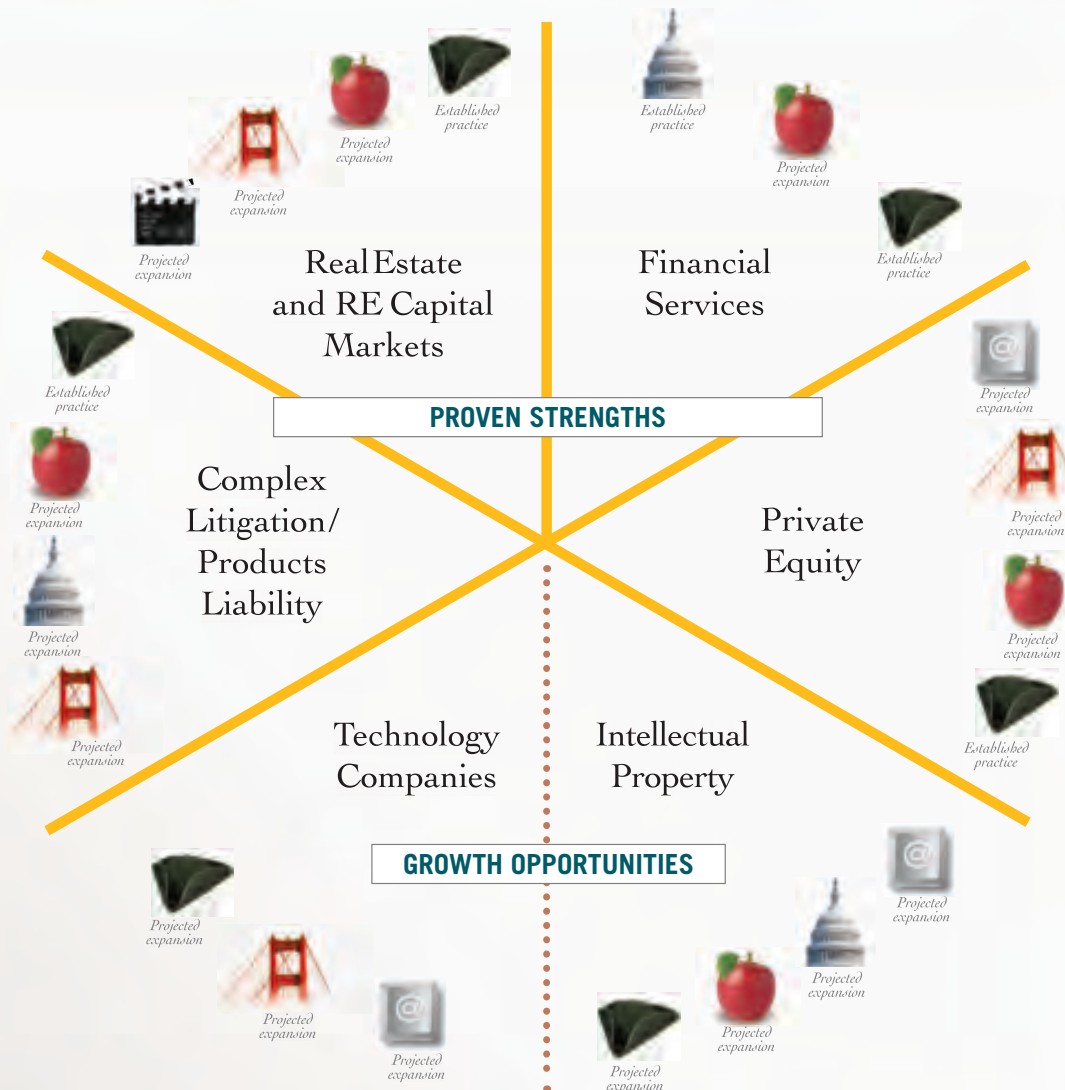 Established
practice
Projected
expansion
Projected
expansion
Projected
expansion
Real Estate
and RE Capital
Markets
Established
practice
Projected
expansion
Established
practice
Financial
Services
PROVEN STRENGTHS
Established
practice
Projected
expansion
Projected
expansion
Projected
expansion
Complex
Litigation/
Products
Liability
@
Projected
expansion
Projected
expansion
Projected
expansion
Established
practice
Private
Equity
Technology
Companies
Intellectual
Property
GROWTH OPPORTUNITIES
Projected
expansion
Projected
expansion
@
Projected
expansion
@
Projected
expansion
Projected
expansion
Projected
expansion
Projected
expansion